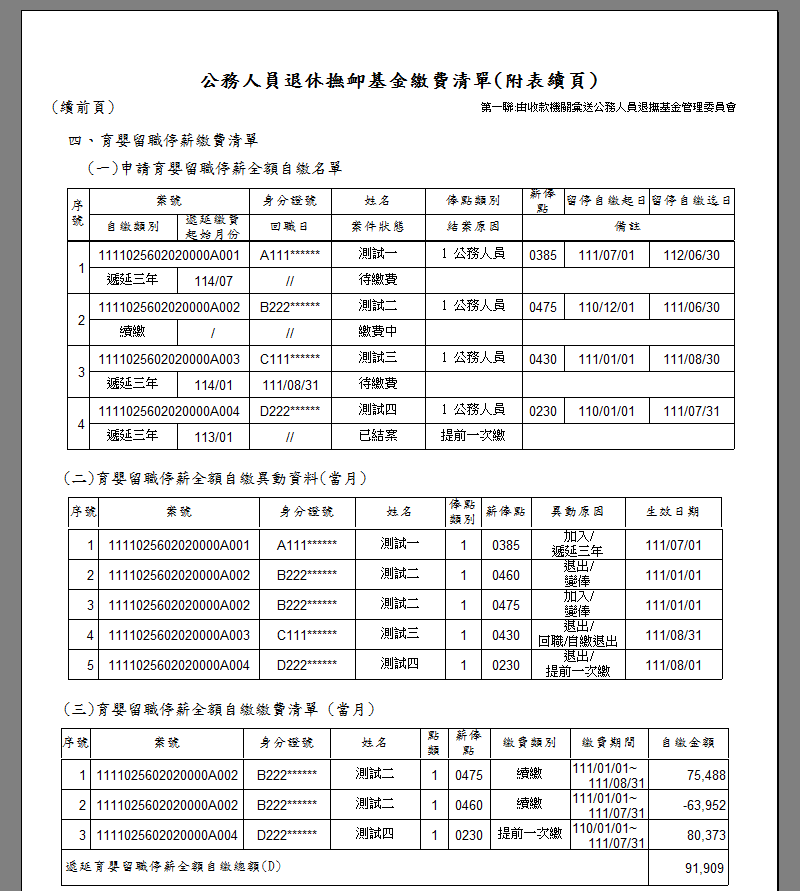 公務人員退休撫卹基金繳費清單(附表續頁)
(續前頁)
第一聯:由收款機關彙送公務人員退撫基金管理委員會
四、育嬰留職停薪繳費清單
(一)申請育嬰留職停薪全額自繳名單
序號 案號 身分證號 姓名 俸點類別 薪俸點 留停自繳起日 留停自繳迄日
自繳類別 遞延繳費起始月份 回職日 案件狀態 結案原因 備註
1 1111025602020000A001 A111****** 測試一 1 公務人員 0385 111/07/01 112/06/30
遞延三年 114/07 // 待繳費
2 1111025602020000A002 B222****** 測試二 1 公務人員 0475 110/12/01 111/06/30
續繳 / // 繳費中
3 1111025602020000A003 C111****** 測試三 1 公務人員 0430 111/01/01 111/08/30
遞延三年 114/01 111/08/31 待繳費
4 1111025602020000A004 D222****** 測試四 1 公務人員 0230 110/01/01 111/07/31
遞延三年 113/01 // 已結案 提前一次繳
(二)育嬰留職停薪全額自繳異動資料(當月)
序號 案號 身分證號 姓名 俸點類別 薪俸點 異動原因 生效日期
1 1111025602020000A001 A111****** 測試一 1 0385 加入/遞延三年 111/07/01
2 1111025602020000A002 B222****** 測試二 1 0460 退出/變俸 111/01/01
3 1111025602020000A002 B222****** 測試二 1 0475 加入/變俸 111/01/01
4 1111025602020000A003 C111****** 測試三 1 0430 退出/回職/自繳退出 111/08/31
5 1111025602020000A004 D222****** 測試四 1 0230 退出/提前一次繳 111/08/01
(三)育嬰留職停薪全額自繳繳費清單 (當月)
序號 案號 身分證號 姓名 點類 薪俸點 繳費類別 繳費期間 自繳金額
1 1111025602020000A002 B222****** 測試二 1 0475 續繳 111/01/01~111/08/31 75,488
2 1111025602020000A002 B222****** 測試二 1 0460 續繳 111/01/01~111/07/31 -63,952
3 1111025602020000A004 D222****** 測試四 1 0230 提前一次繳 110/01/01~111/07/31 80,373
遞延育嬰留職停薪全額自繳總額(D) 91,909